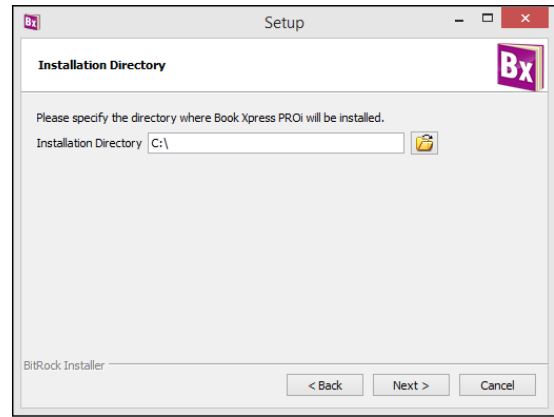 Bx Setup
Installation Directory
Bx
Please specify the directory where Book Xpress PROi will be installed.
Installation Directory C:\
BitRock Installer
< Back Next > Cancel